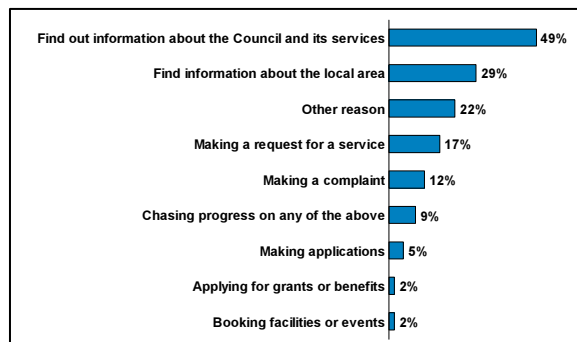 Find out information about the Council and its services 49%
Find information about the local area 29%
Other reason 22%
Making a request for a service 17%
Making a complaint 12%
Chasing progress on any of the above 9%
Making applications 5%
Applying for grants or benefits 2%
Booking facilities or events 2%